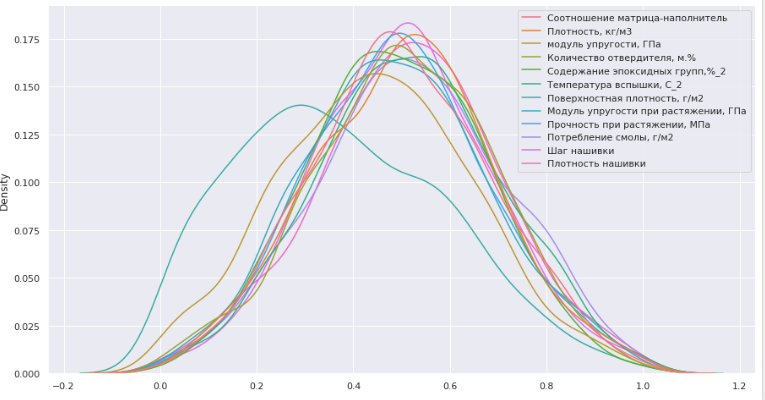 0.175
0.150
0.125
0.100
0.075
0.050
0.025
0.000
Density
−0.2 0.0 0.2 0.4 0.6 0.8 1.0 1.2
Соотношение матрица-наполнитель
Плотность, кг/м3
модуль упругости, ГПа
Количество отвердителя, м.%
Содержание эпоксидных групп,%_2
Температура вспышки, С_2
Поверхностная плотность, г/м2
Модуль упругости при растяжении, ГПа
Прочность при растяжении, МПа
Потребление смолы, г/м2
Шаг нашивки
Плотность нашивки